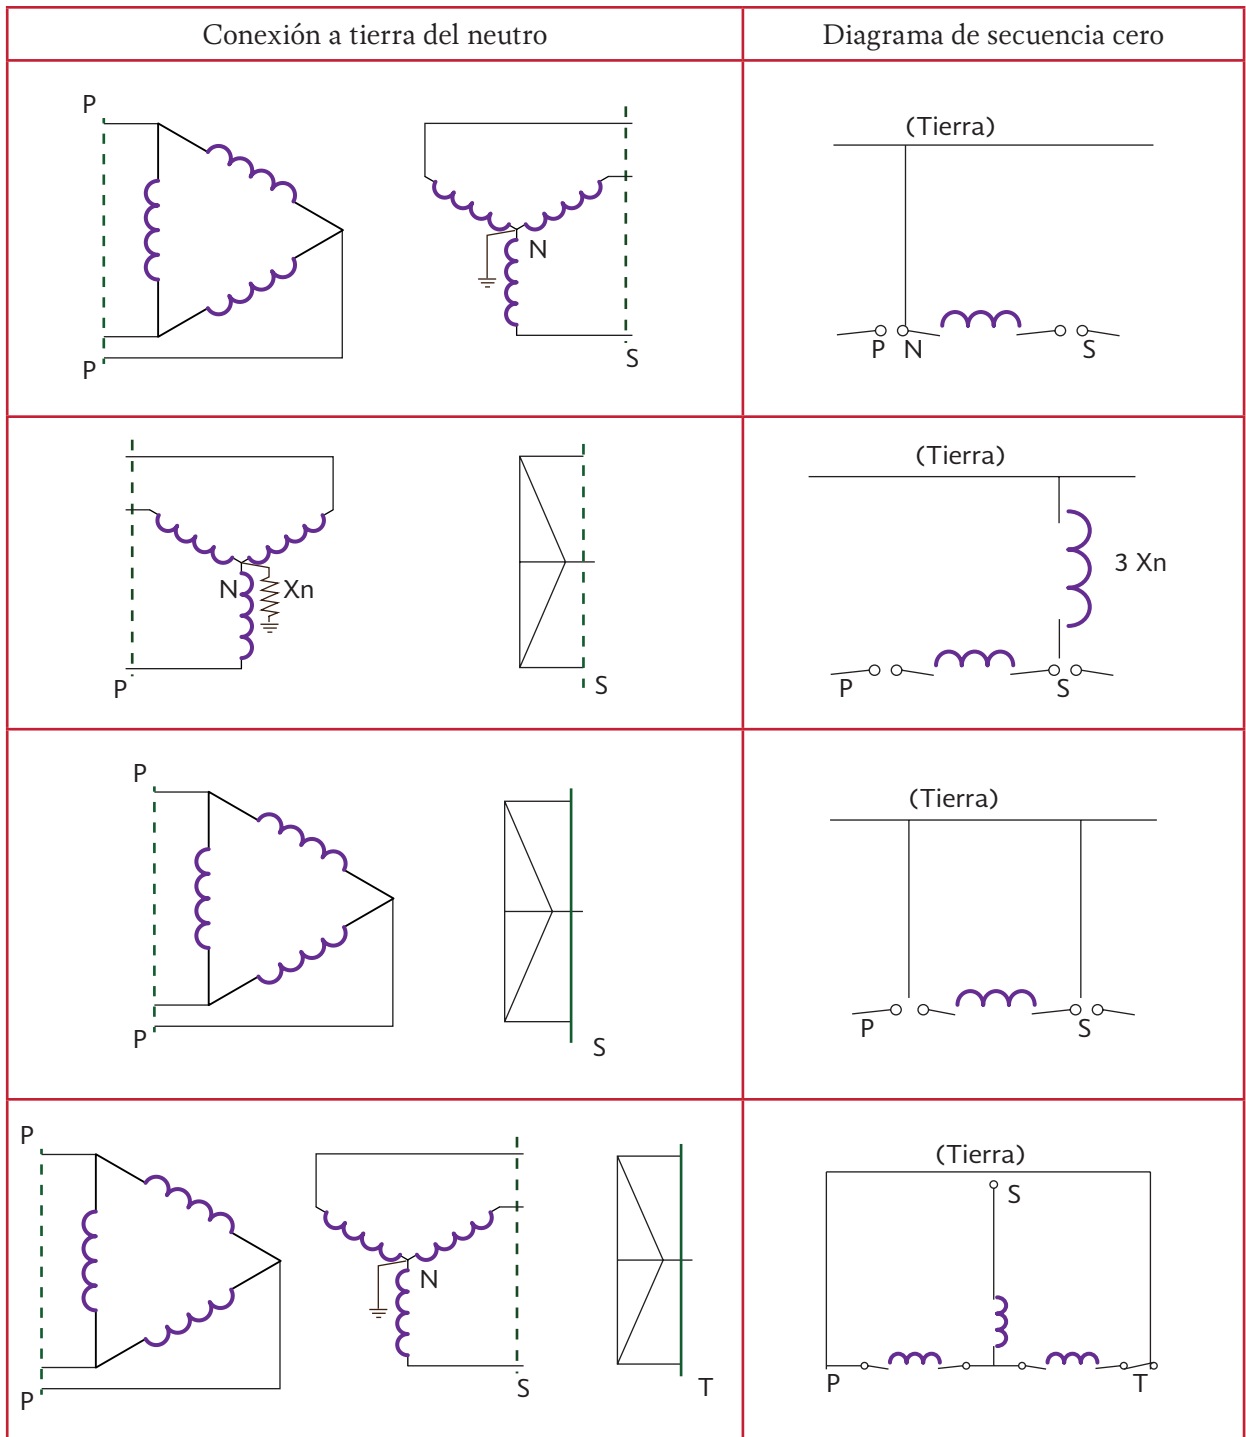 Conexión a tierra del neutro
Diagrama de secuencia cero
P
P
N
S
(Tierra)
P
N
S
N
Xn
P
S
(Tierra)
3 Xn
P
S
P
P
S
(Tierra)
P
S
P
P
N
S
T
(Tierra)
S
P
T